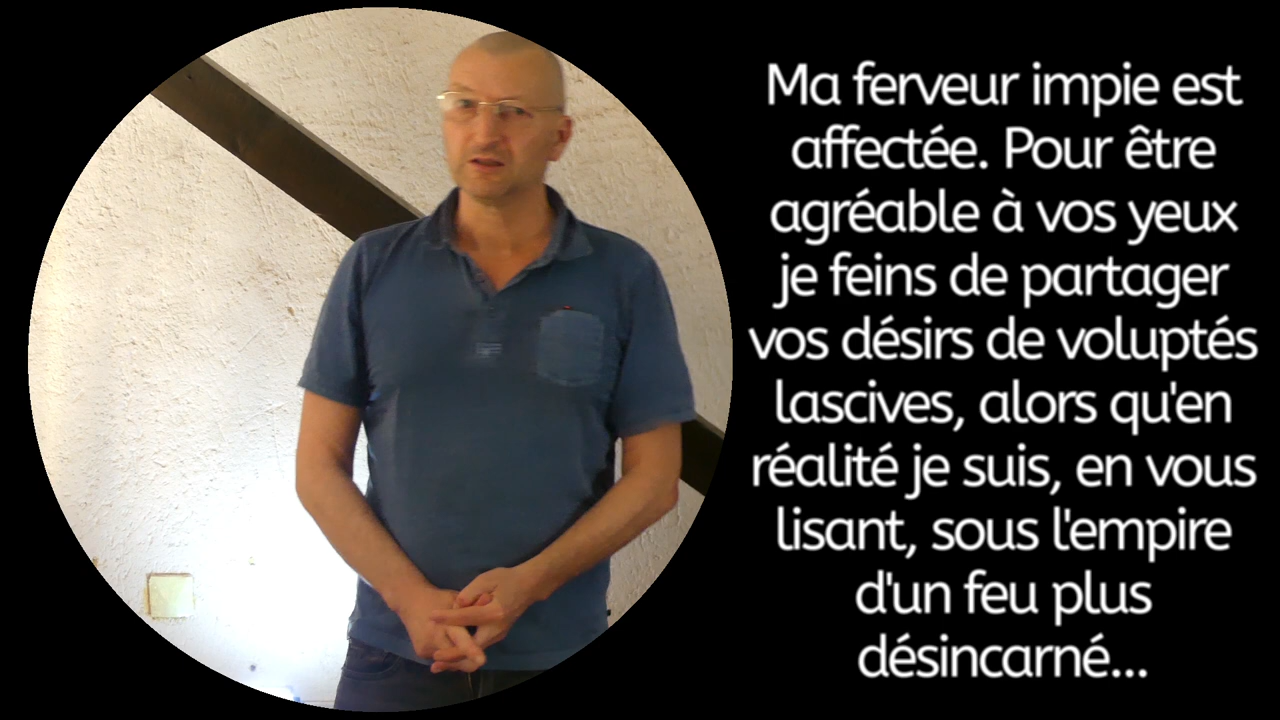 Ma ferveur impie est
affectée. Pour être
agréable à vos yeux
je feins de partager
vos désirs de voluptés
lascives, alors qu'en
réalité je suis, en vous
lisant, sous l'empire
d'un feu plus
désincarné...